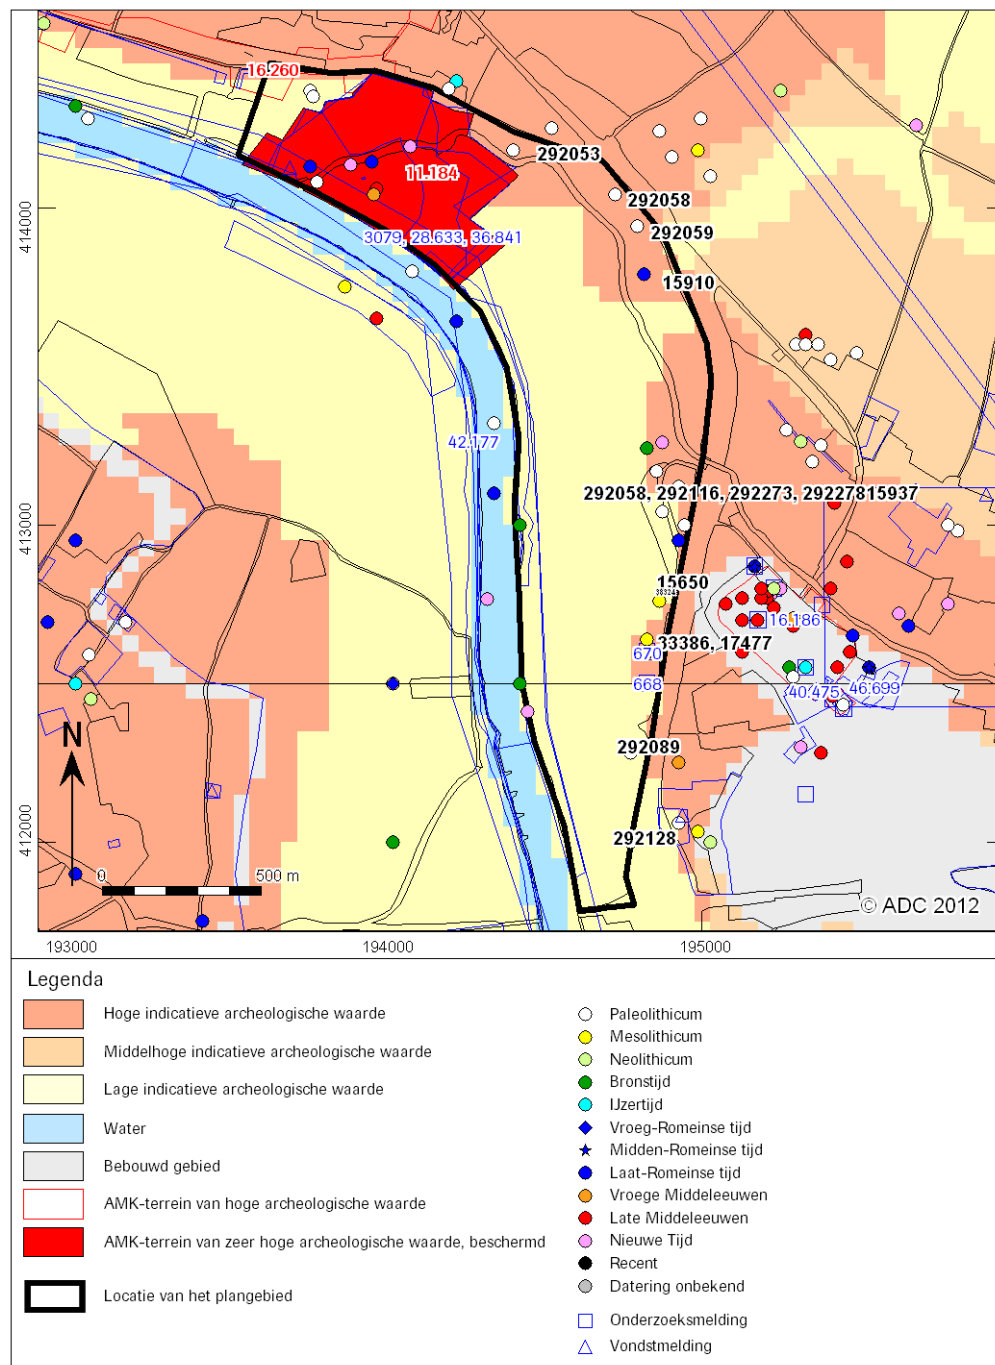 16.260
292053
11.184
292058
414000
3079, 28.633, 36.841
292059
15910
42.177
292058, 292116, 292273, 29227815937
413000
15650
38324
16.186
33386, 17477
670
668
40.475
46.699
N
292089
412000
292128
0
500 m
© ADC 2012
193000
194000
195000
Legenda
Hoge indicatieve archeologische waarde
Middelhoge indicatieve archeologische waarde
Lage indicatieve archeologische waarde
Water
Bebouwd gebied
AMK-terrein van hoge archeologische waarde
AMK-terrein van zeer hoge archeologische waarde, beschermd
Locatie van het plangebied
Paleolithicum
Mesolithicum
Neolithicum
Bronstijd
IJzertijd
Vroeg-Romeinse tijd
Midden-Romeinse tijd
Laat-Romeinse tijd
Vroege Middeleeuwen
Late Middeleeuwen
Nieuwe Tijd
Recent
Datering onbekend
Onderzoeksmelding
Vondstmelding